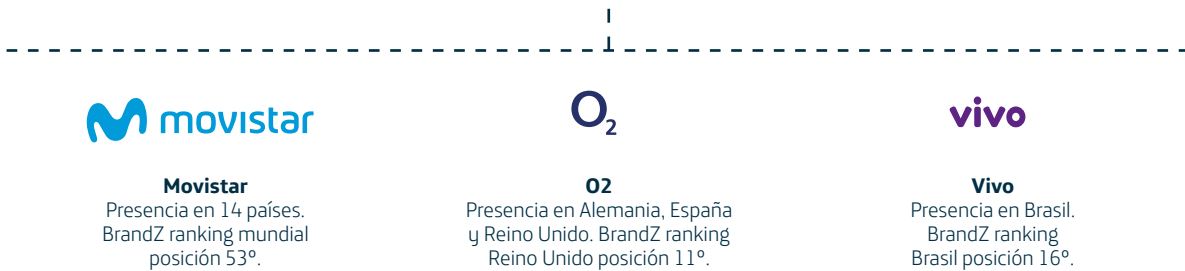 movistar
O2
vivo
Movistar
Presencia en 14 países.
BrandZ ranking mundial
posición 53º.
O2
Presencia en Alemania, España
y Reino Unido. BrandZ ranking
Reino Unido posición 11º.
Vivo
Presencia en Brasil.
BrandZ ranking
Brasil posición 16º.